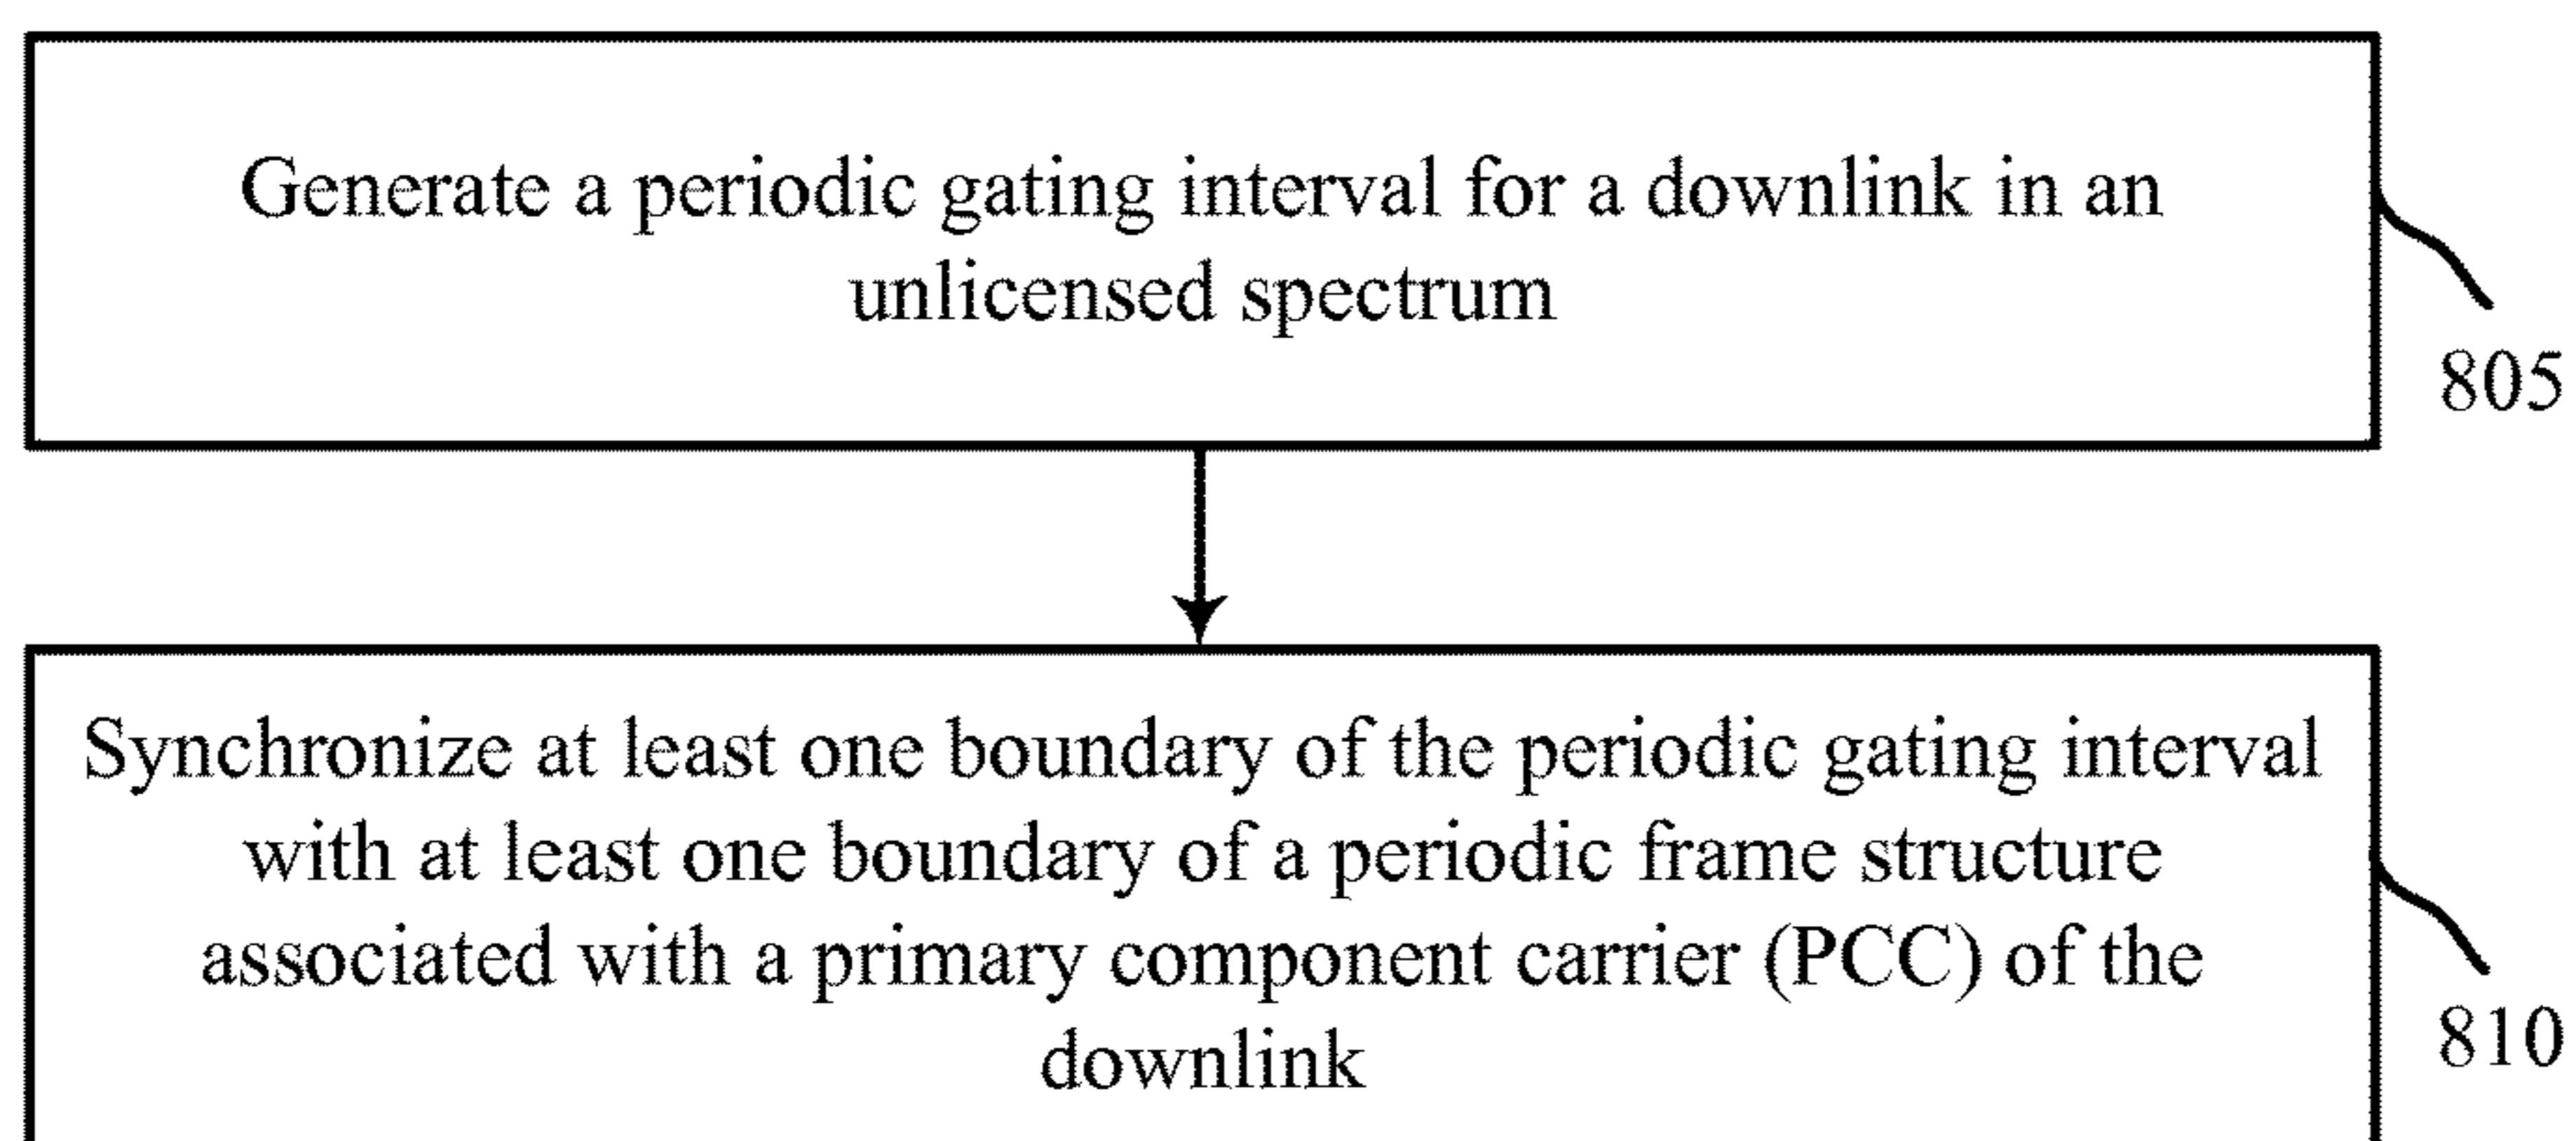 Generate a periodic gating interval for a downlink in an
unlicensed spectrum
805
Synchronize at least one boundary of the periodic gating interval
with at least one boundary of a periodic frame structure
associated with a primary component carrier (PCC) of the
downlink
810